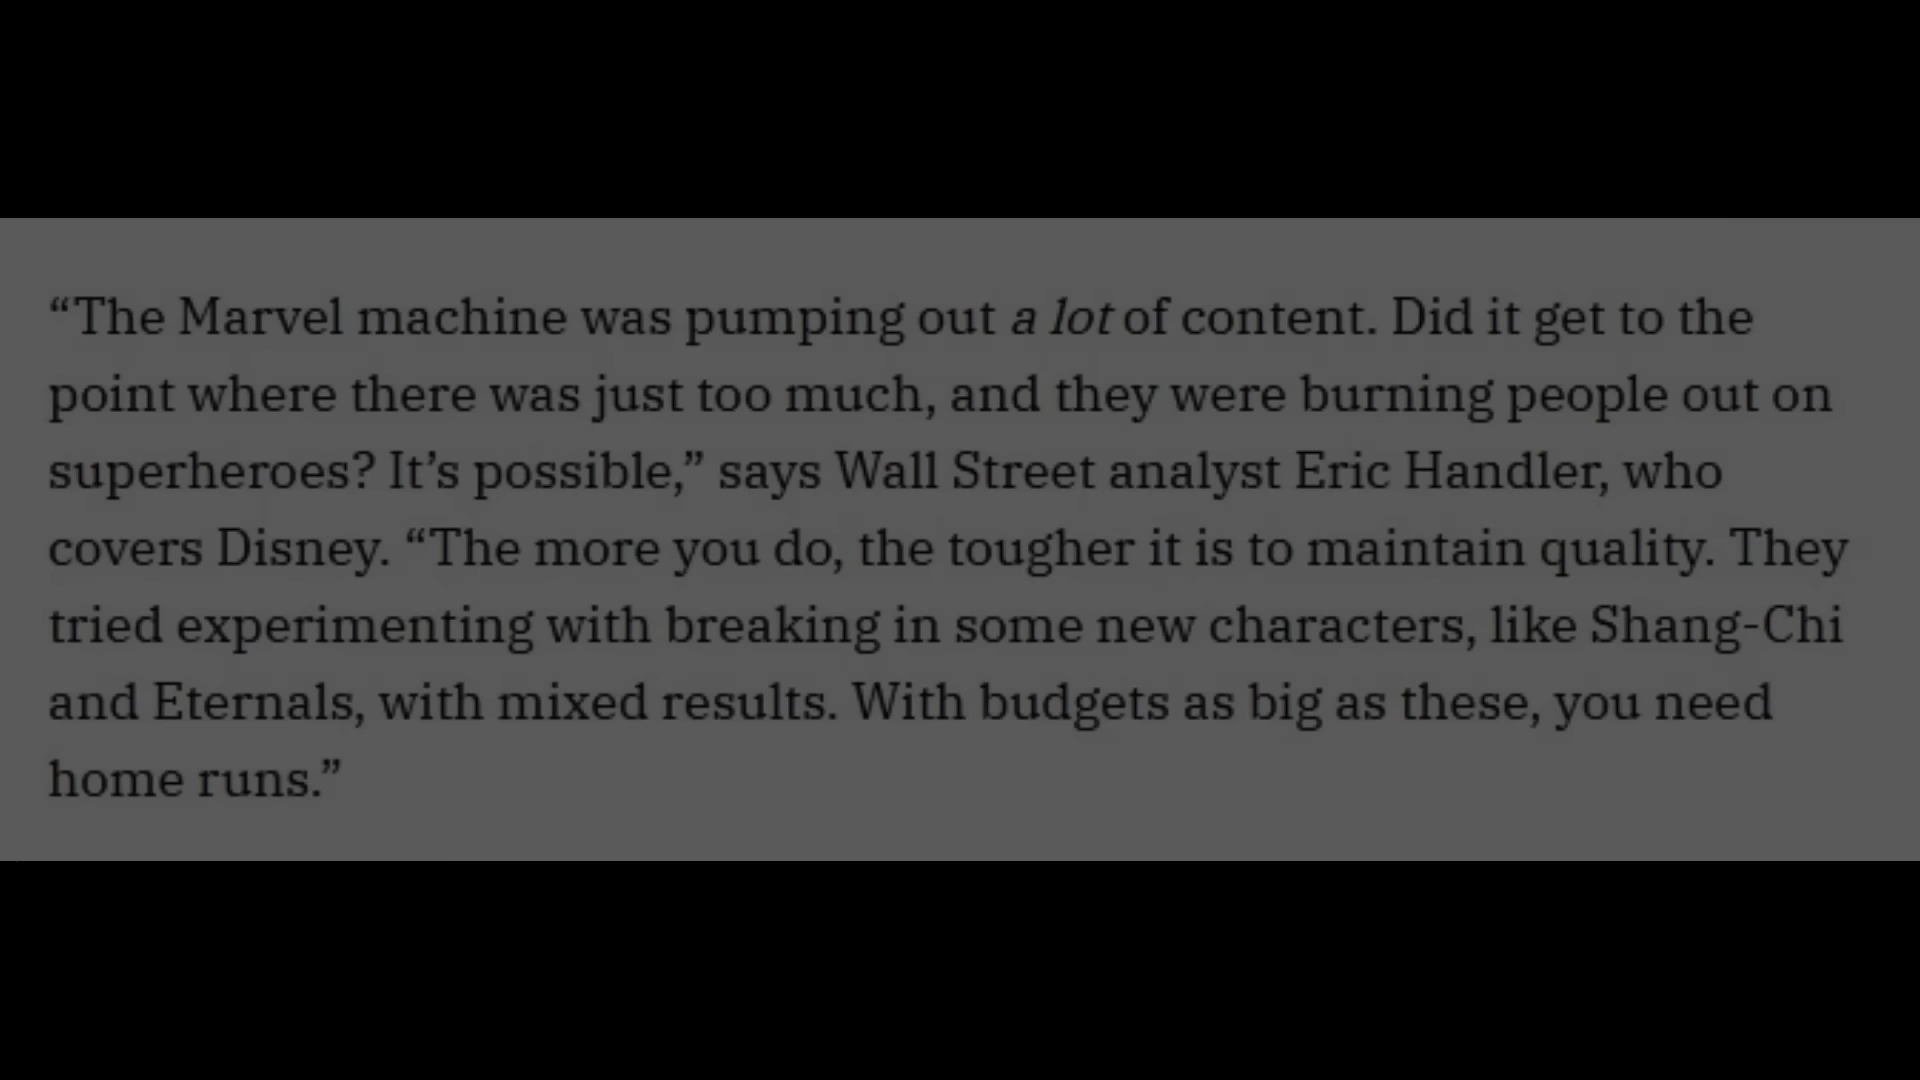 “The Marvel machine was pumping out a lot of content. Did it get to the
point where there was just too much, and they were burning people out on
superheroes? It’s possible,” says Wall Street analyst Eric Handler, who
covers Disney. “The more you do, the tougher it is to maintain quality. They
tried experimenting with breaking in some new characters, like Shang-Chi
and Eternals, with mixed results. With budgets as big as these, you need
home runs.”